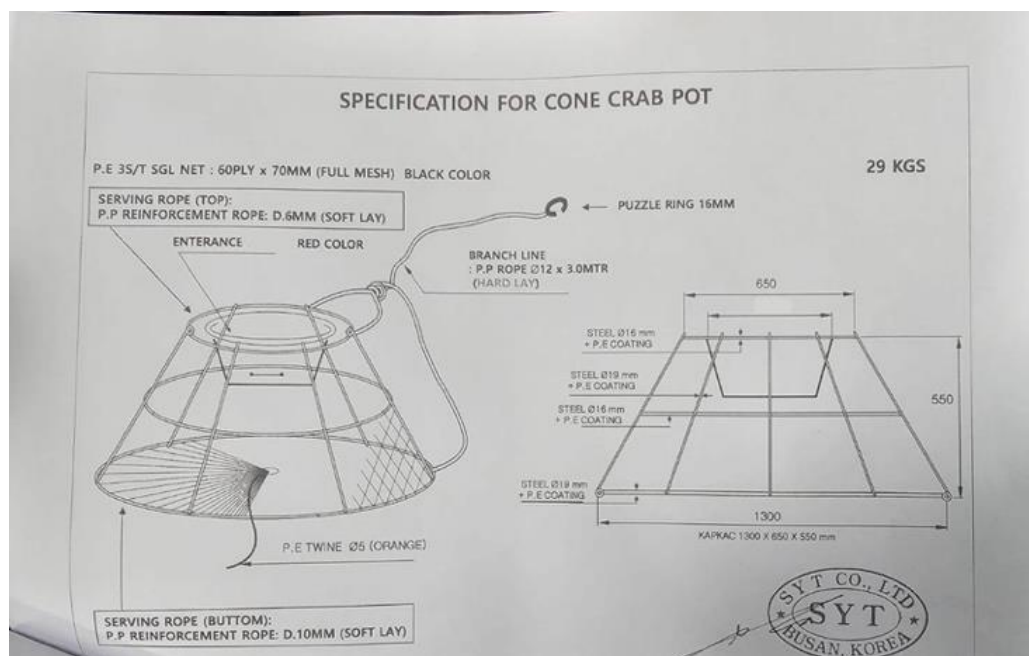 SPECIFICATION FOR CONE CRAB POT
P.E 3S/T SGL NET : 60PLY x 70MM (FULL MESH) BLACK COLOR
29 KGS
SERVING ROPE (TOP):
P.P REINFORCEMENT ROPE: D.6MM (SOFT LAY)
PUZZLE RING 16MM
ENTERANCE
RED COLOR
BRANCH LINE
: P.P ROPE Ø12 x 3.0MTR
(HARD LAY)
650
STEEL Ø16 mm
+ P.E COATING
STEEL Ø19 mm
+ P.E COATING
550
STEEL Ø16 mm
+ P.E COATING
STEEL Ø19 mm
+ P.E COATING
1300
КАРКАС 1300 X 650 X 550 mm
P.E TWINE Ø5 (ORANGE)
SERVING ROPE (BUTTOM):
P.P REINFORCEMENT ROPE: D.10MM (SOFT LAY)
SYT CO., LTD
SYT
BUSAN, KOREA